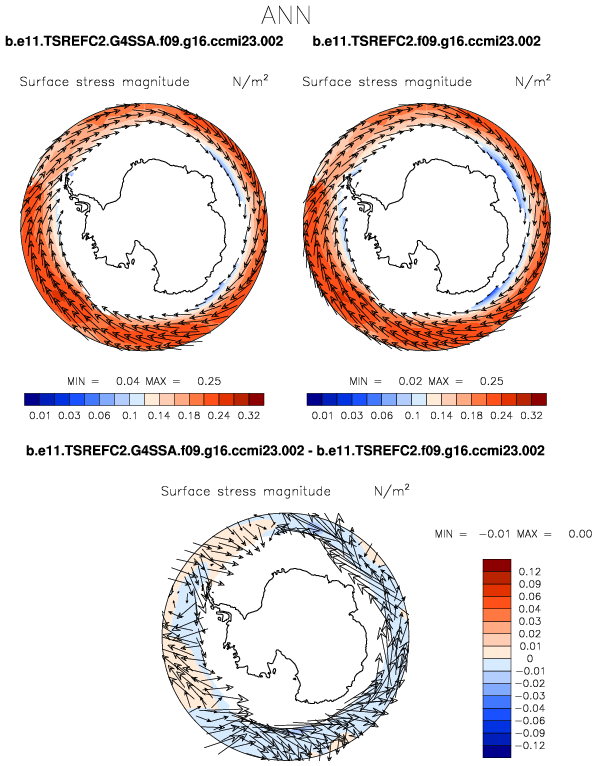 ANN
b.e11.TSREFC2.G4SSA.f09.g16.ccmi23.002 b.e11.TSREFC2.f09.g16.ccmi23.002
Surface stress magnitude N/m² Surface stress magnitude N/m²
MIN = 0.04 MAX = 0.25 MIN = 0.02 MAX = 0.25
0.01 0.03 0.06 0.1 0.14 0.18 0.24 0.32 0.01 0.03 0.06 0.1 0.14 0.18 0.24 0.32
b.e11.TSREFC2.G4SSA.f09.g16.ccmi23.002 - b.e11.TSREFC2.f09.g16.ccmi23.002
Surface stress magnitude N/m²
MIN = −0.01 MAX = 0.00
0.12
0.09
0.06
0.04
0.03
0.02
0.01
0
−0.01
−0.02
−0.03
−0.04
−0.06
−0.09
−0.12